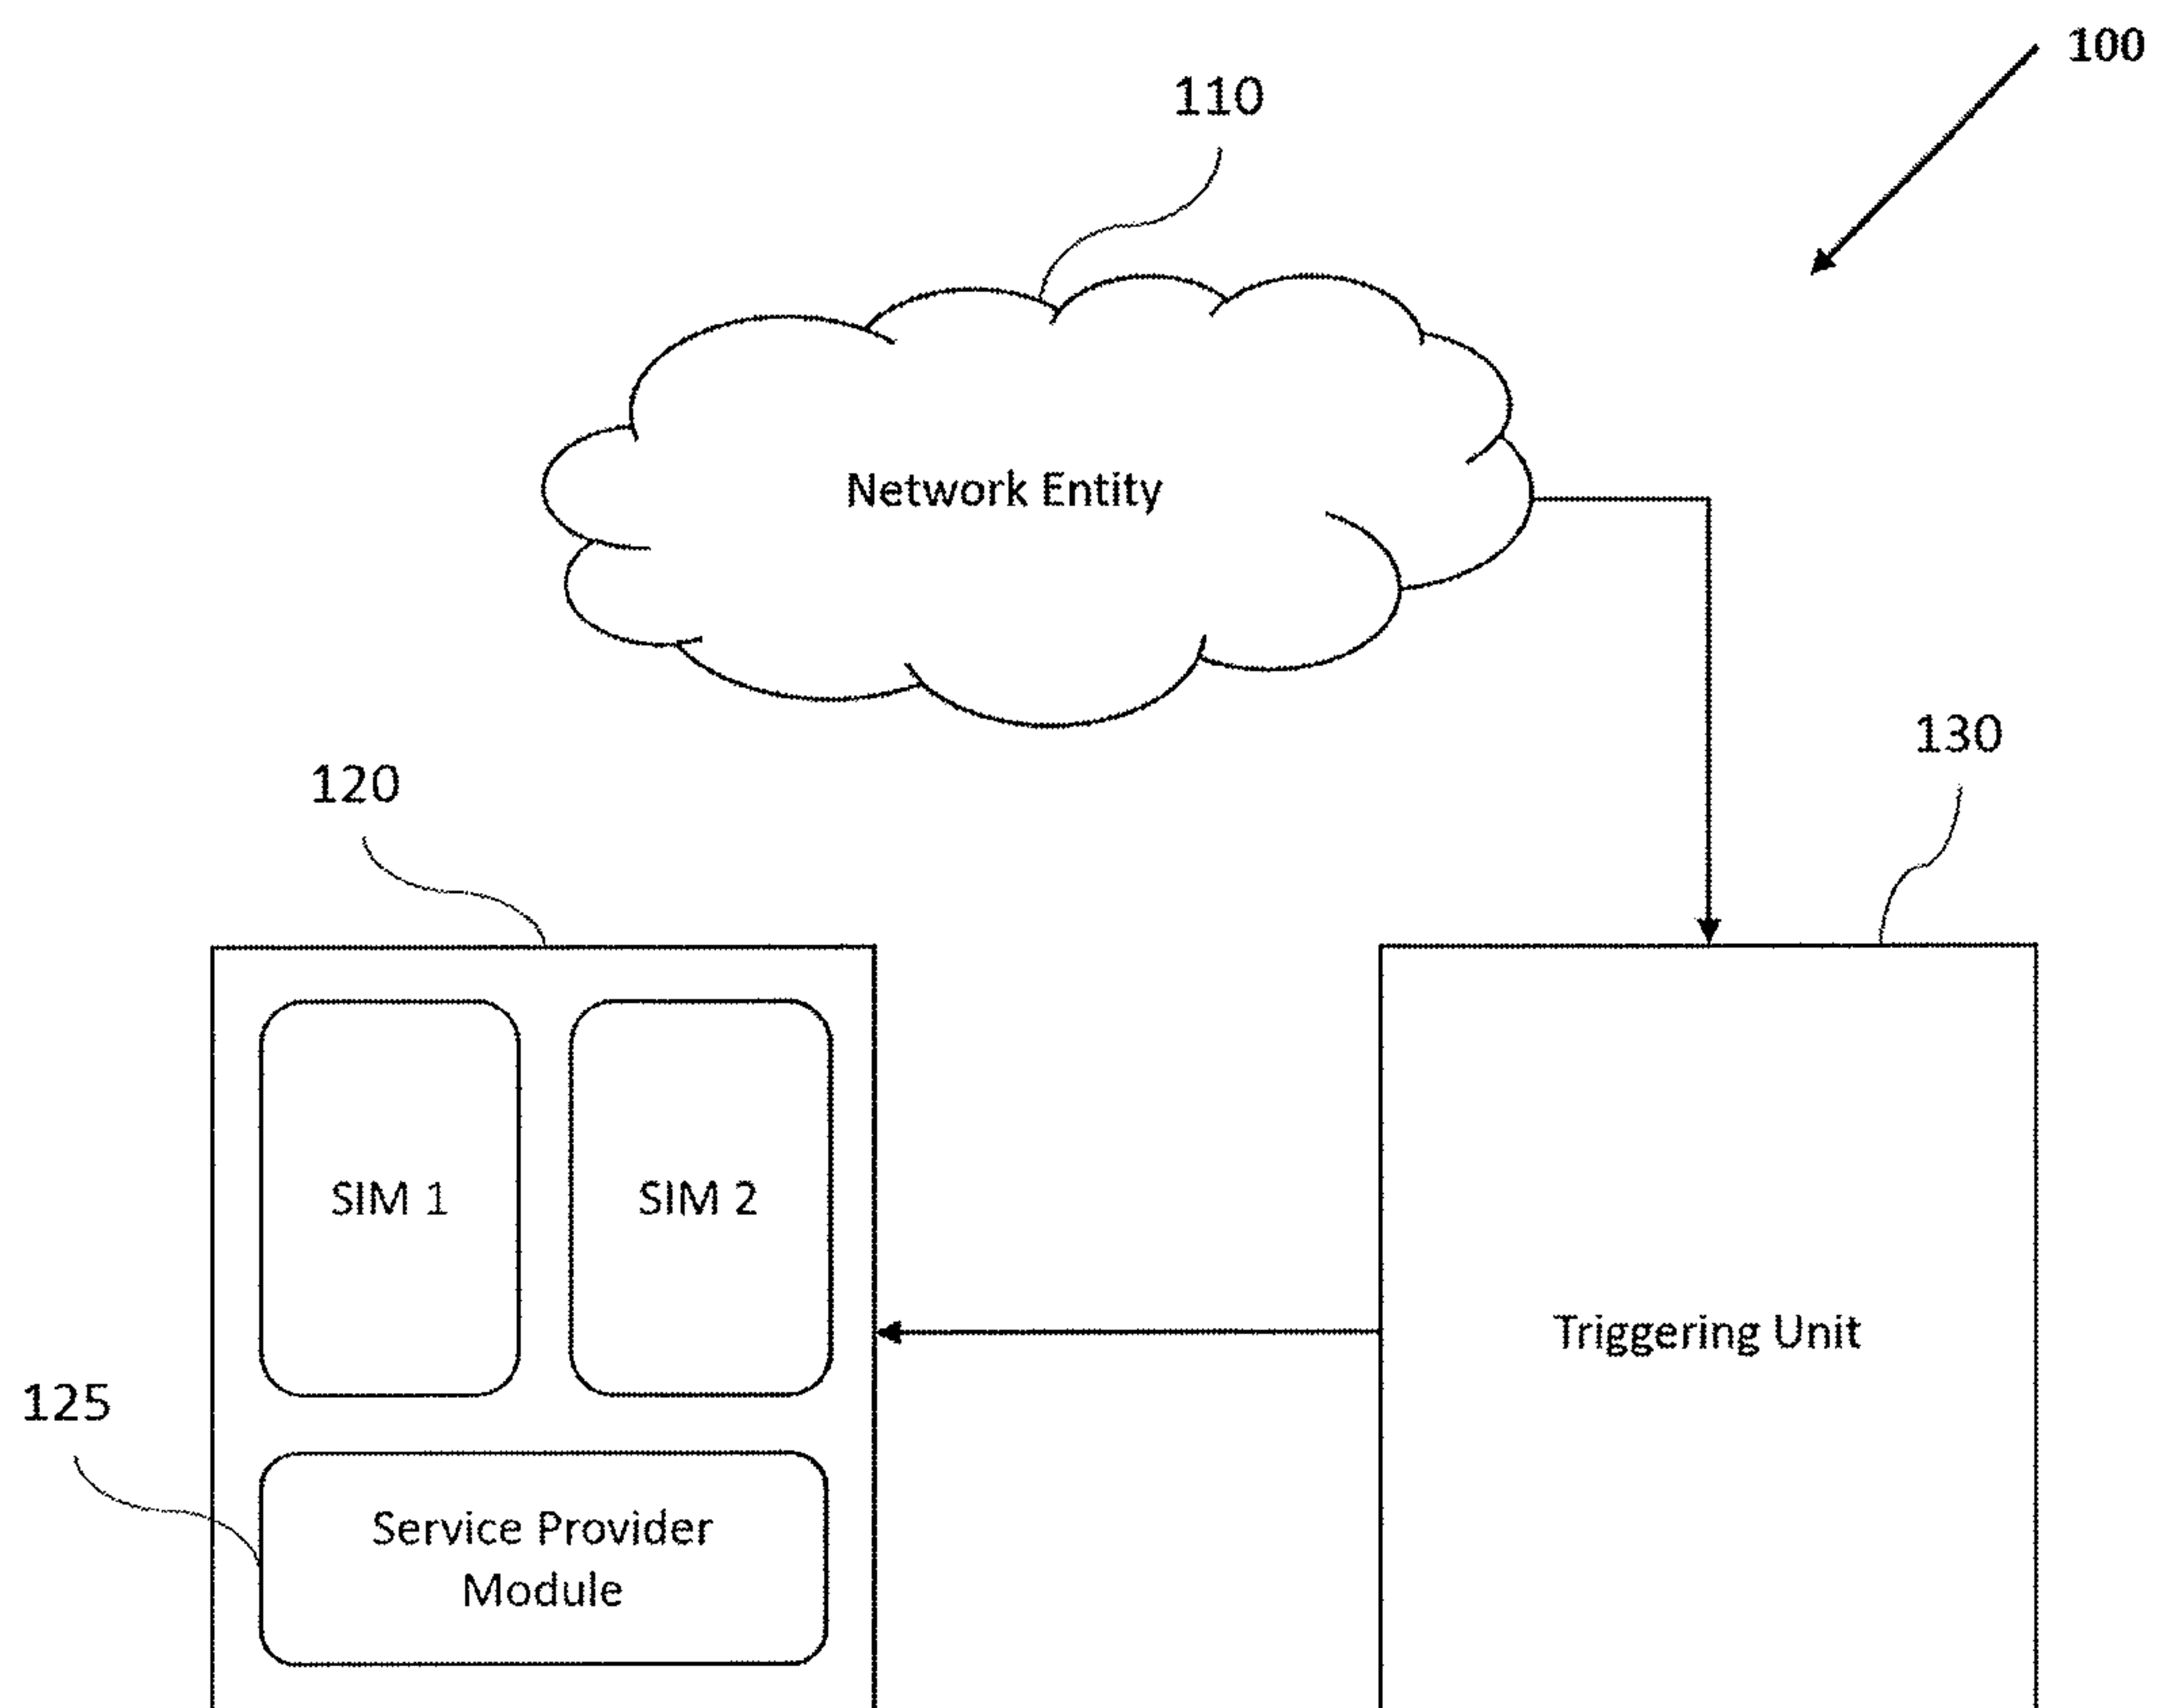 100
110
Network Entity
130
120
SIM 1
SIM 2
Triggering Unit
125
Service Provider
Module